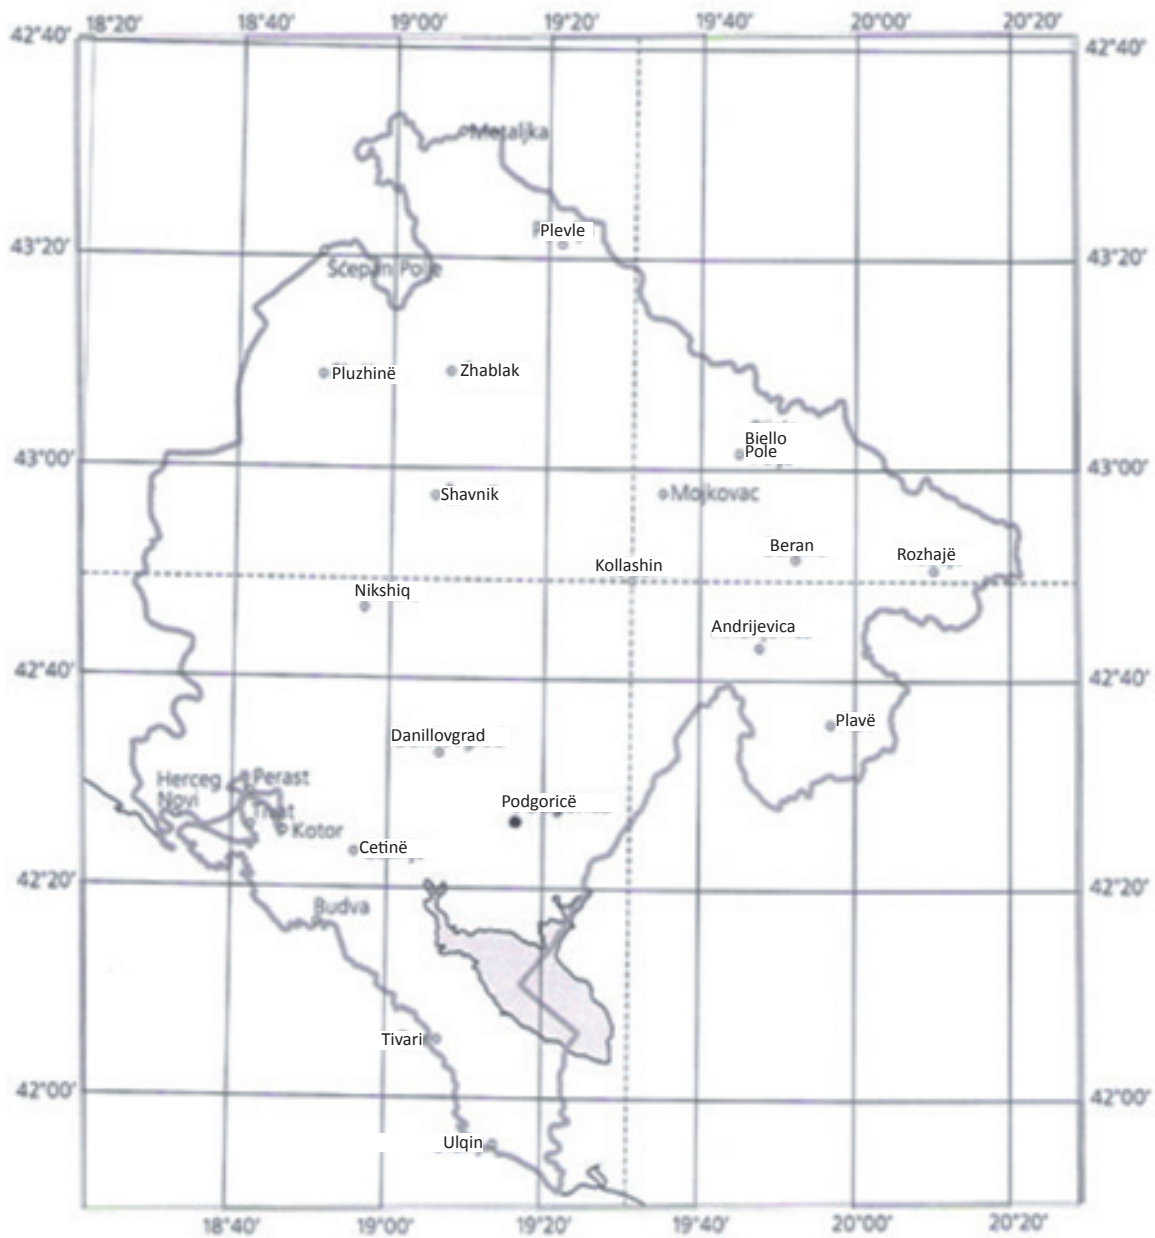 18°20' 18°40' 19°00' 19°20' 19°40' 20°00' 20°20'
42°40' 42°40'
Metaljka
Plevle
43°20' 43°20'
Šćepan Polje
Pluzhinë Zhablak
Biello
Pole
43°00' 43°00'
Shavnik Mojkovac
Beran Rozhajë
Kollashin
Nikshiq
Andrijevica
42°40' 42°40'
Plavë
Danillovgrad
Herceg
Novi
Perast
Podgoricë
Tivat
Kotor
Cetinë
42°20' 42°20'
Budva
Tivari
42°00' 42°00'
Ulqin
18°40' 19°00' 19°20' 19°40' 20°00' 20°20'